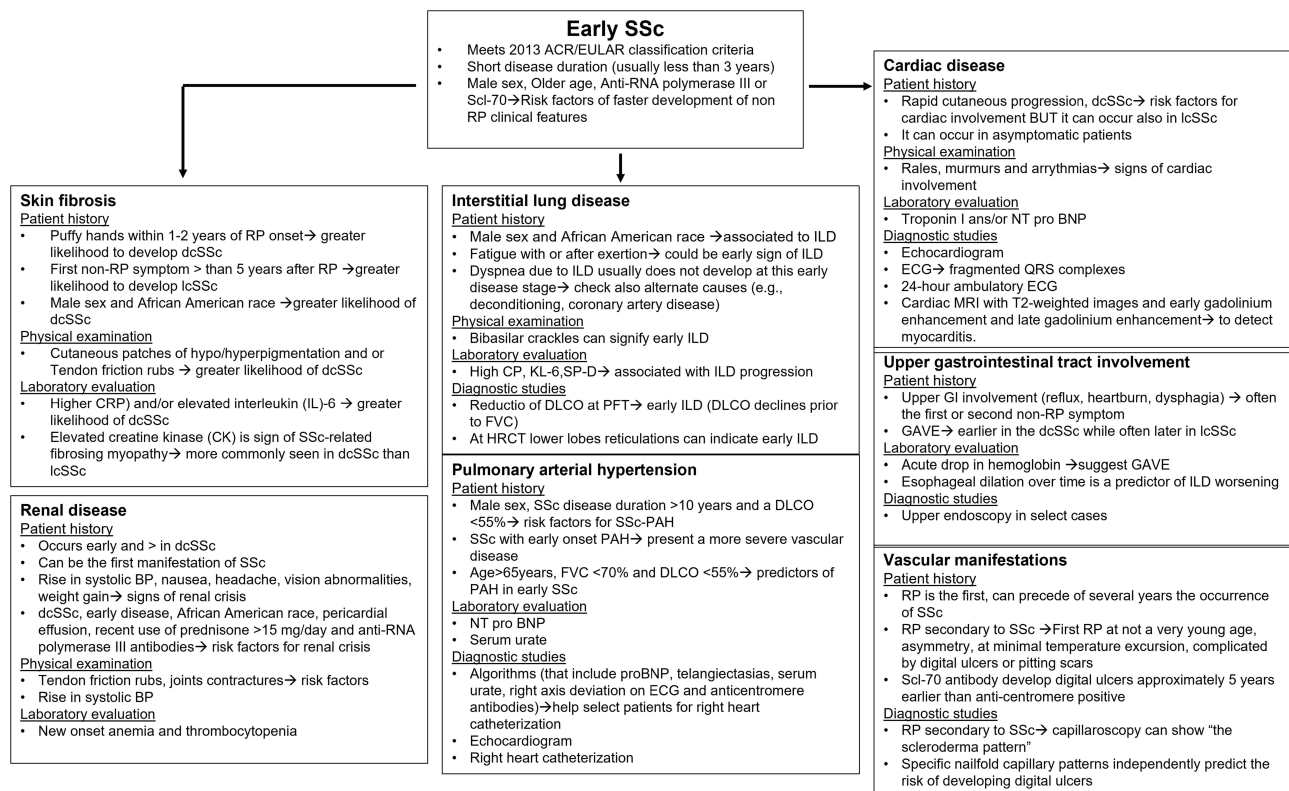 Early SSc
• Meets 2013 ACR/EULAR classification criteria
• Short disease duration (usually less than 3 years)
• Male sex, Older age, Anti-RNA polymerase III or
Scl-70→Risk factors of faster development of non
RP clinical features
Skin fibrosis
Patient history
• Puffy hands within 1-2 years of RP onset→ greater
likelihood to develop dcSSc
• First non-RP symptom > than 5 years after RP →greater
likelihood to develop lcSSc
• Male sex and African American race →greater likelihood of
dcSSc
Physical examination
• Cutaneous patches of hypo/hyperpigmentation and or
Tendon friction rubs → greater likelihood of dcSSc
Laboratory evaluation
• Higher CRP) and/or elevated interleukin (IL)-6 → greater
likelihood of dcSSc
• Elevated creatine kinase (CK) is sign of SSc-related
fibrosing myopathy→ more commonly seen in dcSSc than
lcSSc
Renal disease
Patient history
• Occurs early and > in dcSSc
• Can be the first manifestation of SSc
• Rise in systolic BP, nausea, headache, vision abnormalities,
weight gain→ signs of renal crisis
• dcSSc, early disease, African American race, pericardial
effusion, recent use of prednisone >15 mg/day and anti-RNA
polymerase III antibodies→ risk factors for renal crisis
Physical examination
• Tendon friction rubs, joints contractures→ risk factors
• Rise in systolic BP
Laboratory evaluation
• New onset anemia and thrombocytopenia
Interstitial lung disease
Patient history
• Male sex and African American race →associated to ILD
• Fatigue with or after exertion→ could be early sign of ILD
• Dyspnea due to ILD usually does not develop at this early
disease stage→ check also alternate causes (e.g.,
deconditioning, coronary artery disease)
Physical examination
• Bibasilar crackles can signify early ILD
Laboratory evaluation
• High CP, KL-6,SP-D→ associated with ILD progression
Diagnostic studies
• Reductio of DLCO at PFT→ early ILD (DLCO declines prior
to FVC)
• At HRCT lower lobes reticulations can indicate early ILD
Pulmonary arterial hypertension
Patient history
• Male sex, SSc disease duration >10 years and a DLCO
<55%→ risk factors for SSc-PAH
• SSc with early onset PAH→ present a more severe vascular
disease
• Age>65years, FVC <70% and DLCO <55%→ predictors of
PAH in early SSc
Laboratory evaluation
• NT pro BNP
• Serum urate
Diagnostic studies
• Algorithms (that include proBNP, telangiectasias, serum
urate, right axis deviation on ECG and anticentromere
antibodies)→help select patients for right heart
catheterization
• Echocardiogram
• Right heart catheterization
Cardiac disease
Patient history
• Rapid cutaneous progression, dcSSc→ risk factors for
cardiac involvement BUT it can occur also in lcSSc
• It can occur in asymptomatic patients
Physical examination
• Rales, murmurs and arrythmias→ signs of cardiac
involvement
Laboratory evaluation
• Troponin I ans/or NT pro BNP
Diagnostic studies
• Echocardiogram
• ECG→ fragmented QRS complexes
• 24-hour ambulatory ECG
• Cardiac MRI with T2-weighted images and early gadolinium
enhancement and late gadolinium enhancement→ to detect
myocarditis.
Upper gastrointestinal tract involvement
Patient history
• Upper GI involvement (reflux, heartburn, dysphagia) → often
the first or second non-RP symptom
• GAVE→ earlier in the dcSSc while often later in lcSSc
Laboratory evaluation
• Acute drop in hemoglobin →suggest GAVE
• Esophageal dilation over time is a predictor of ILD worsening
Diagnostic studies
• Upper endoscopy in select cases
Vascular manifestations
Patient history
• RP is the first, can precede of several years the occurrence
of SSc
• RP secondary to SSc →First RP at not a very young age,
asymmetry, at minimal temperature excursion, complicated
by digital ulcers or pitting scars
• Scl-70 antibody develop digital ulcers approximately 5 years
earlier than anti-centromere positive
Diagnostic studies
• RP secondary to SSc→ capillaroscopy can show “the
scleroderma pattern”
• Specific nailfold capillary patterns independently predict the
risk of developing digital ulcers